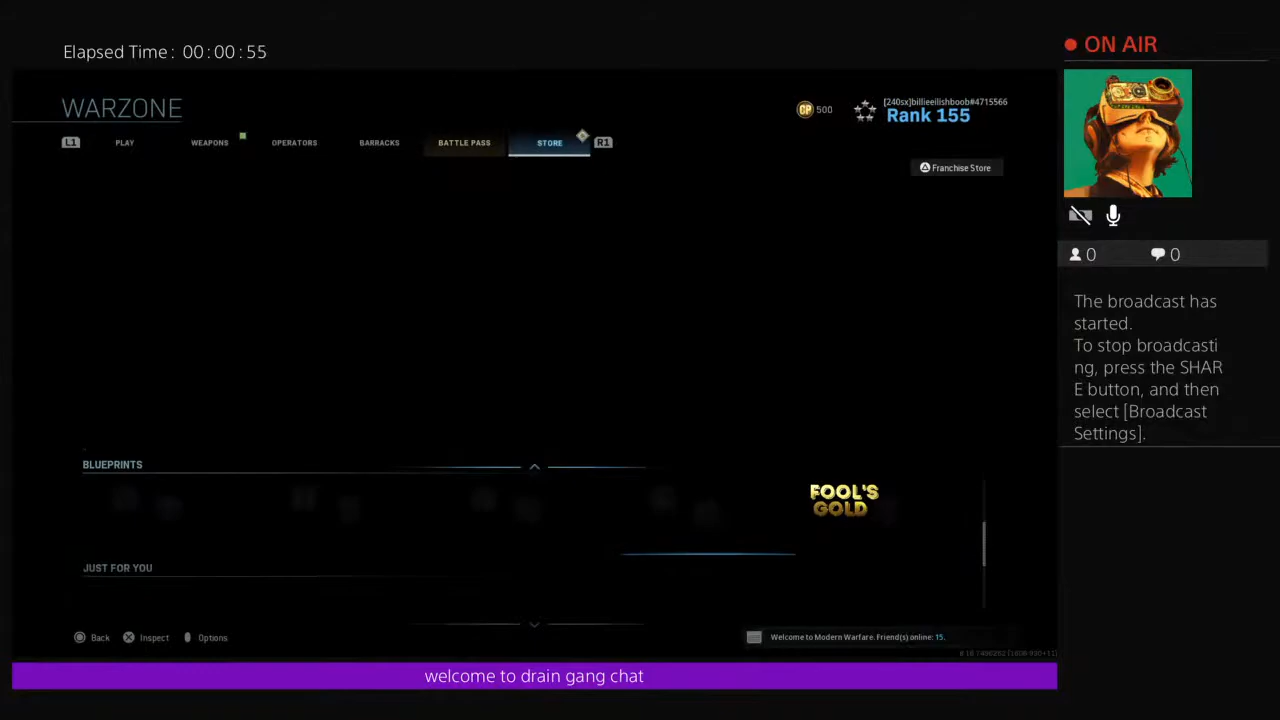 Elapsed Time: 00:00:55
ON AIR
WARZONE
CP 500
[240sx]billieeilishboob#4715566
Rank 155
L1 PLAY WEAPONS OPERATORS BARRACKS BATTLE PASS STORE R1
Franchise Store
0 0
The broadcast has
started.
To stop broadcasti
ng, press the SHAR
E button, and then
select [Broadcast
Settings].
BLUEPRINTS
FOOL'S
GOLD
JUST FOR YOU
Back Inspect Options
Welcome to Modern Warfare. Friend(s) online: 15.
welcome to drain gang chat